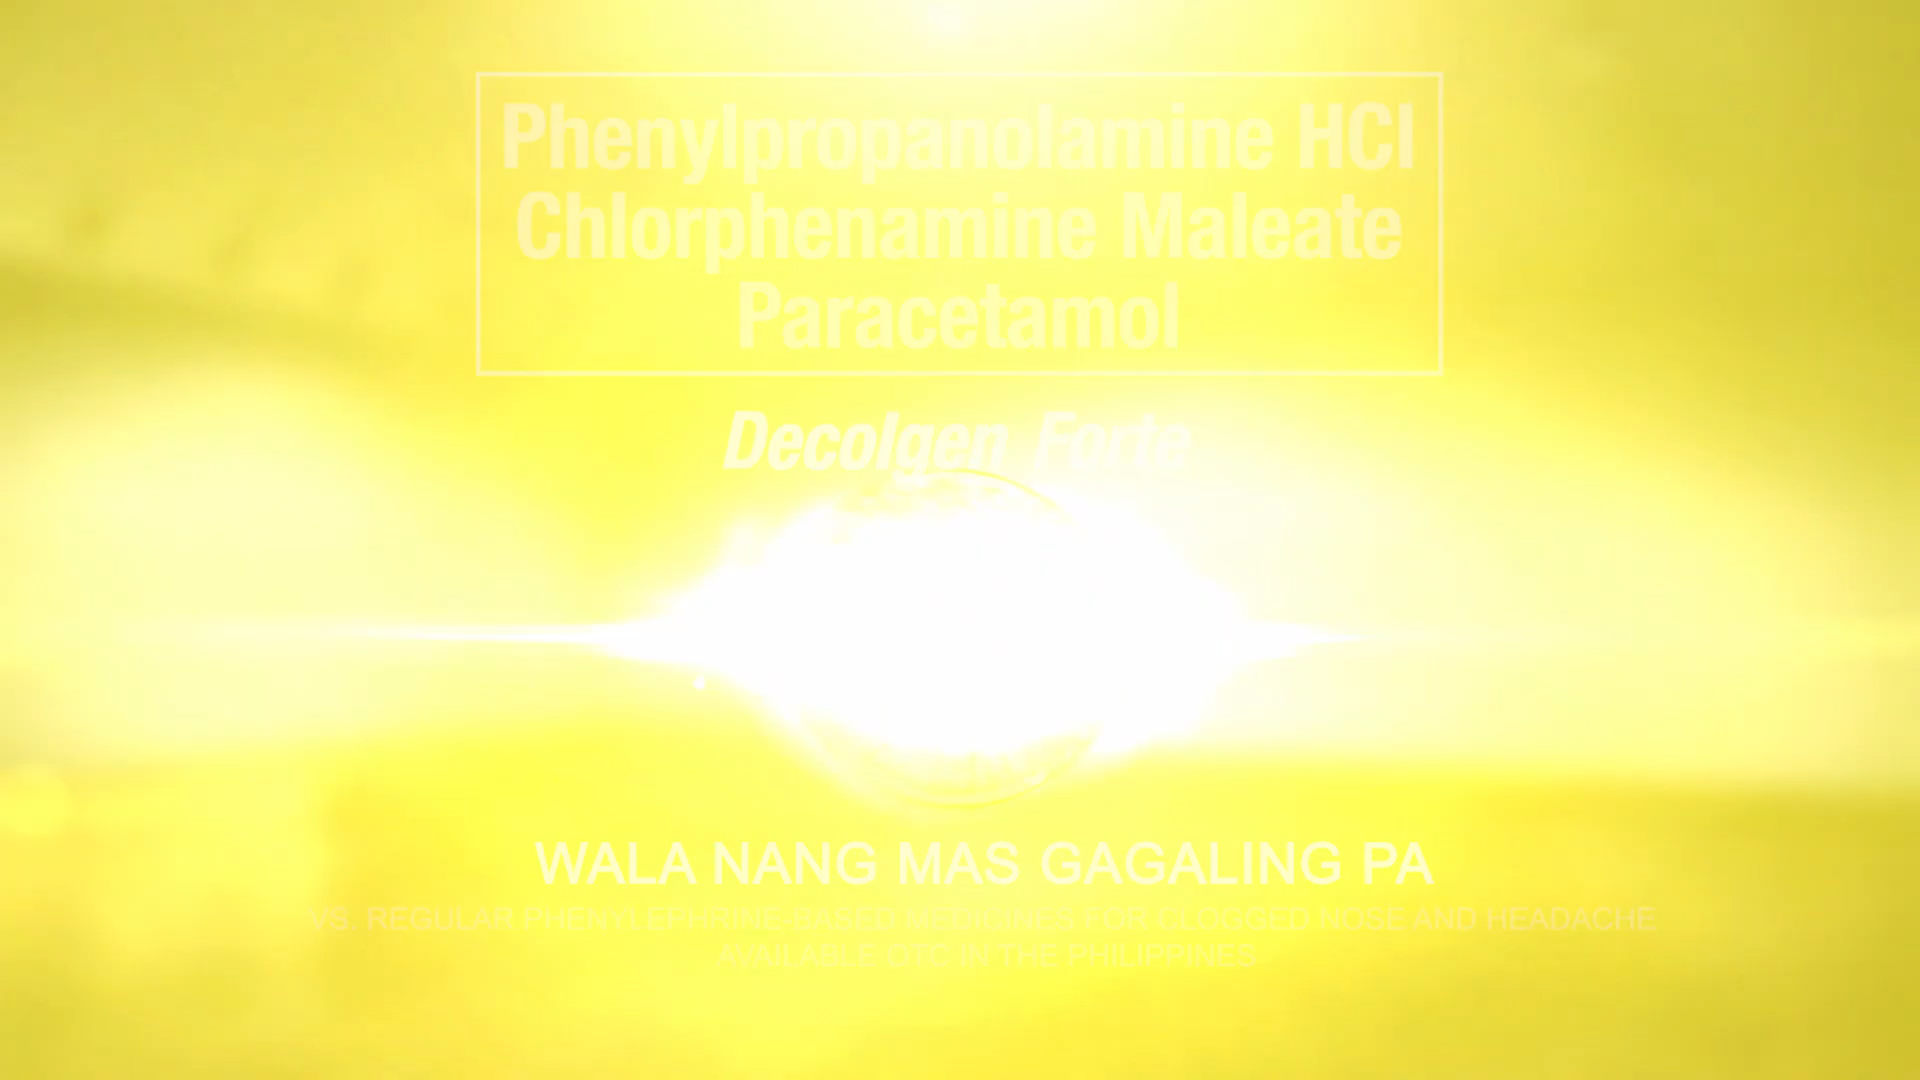 Phenylpropanolamine HCl
Chlorphenamine Maleate
Paracetamol
Decolgen Forte
WALA NANG MAS GAGALING PA
VS. REGULAR PHENYLEPHRINE-BASED MEDICINES FOR CLOGGED NOSE AND HEADACHE
AVAILABLE OTC IN THE PHILIPPINES